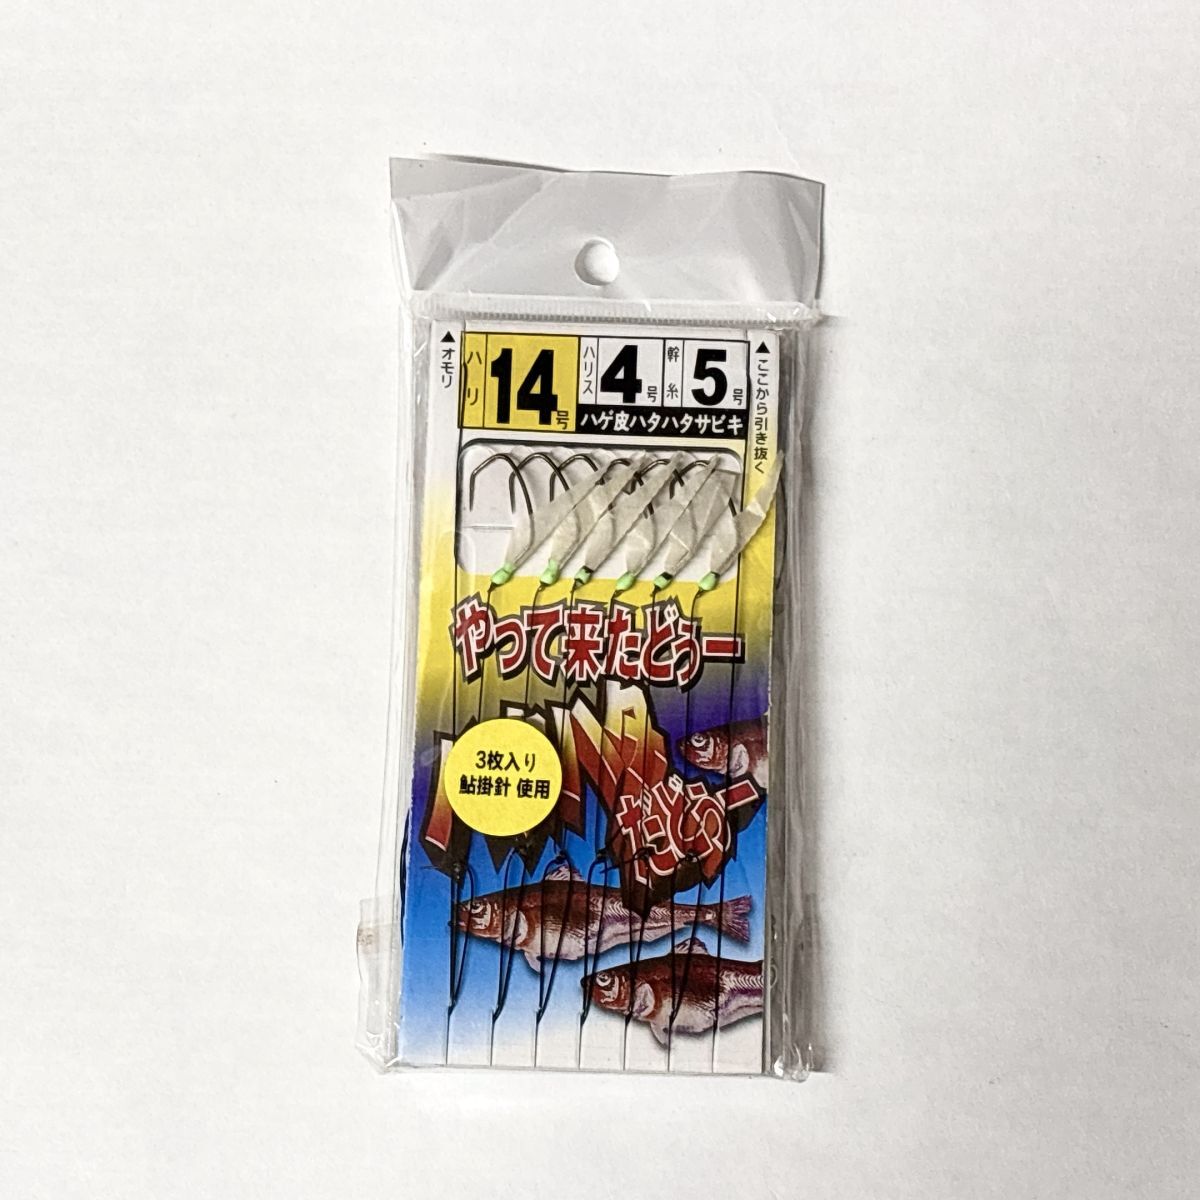 ▲オモリ
ハリ 14号
ハリス 4号
幹糸 5号
ハゲ皮ハタハタサビキ
▲ここから引き抜く
やって来たどぅー
3枚入り
鮎掛針 使用
だどぅー